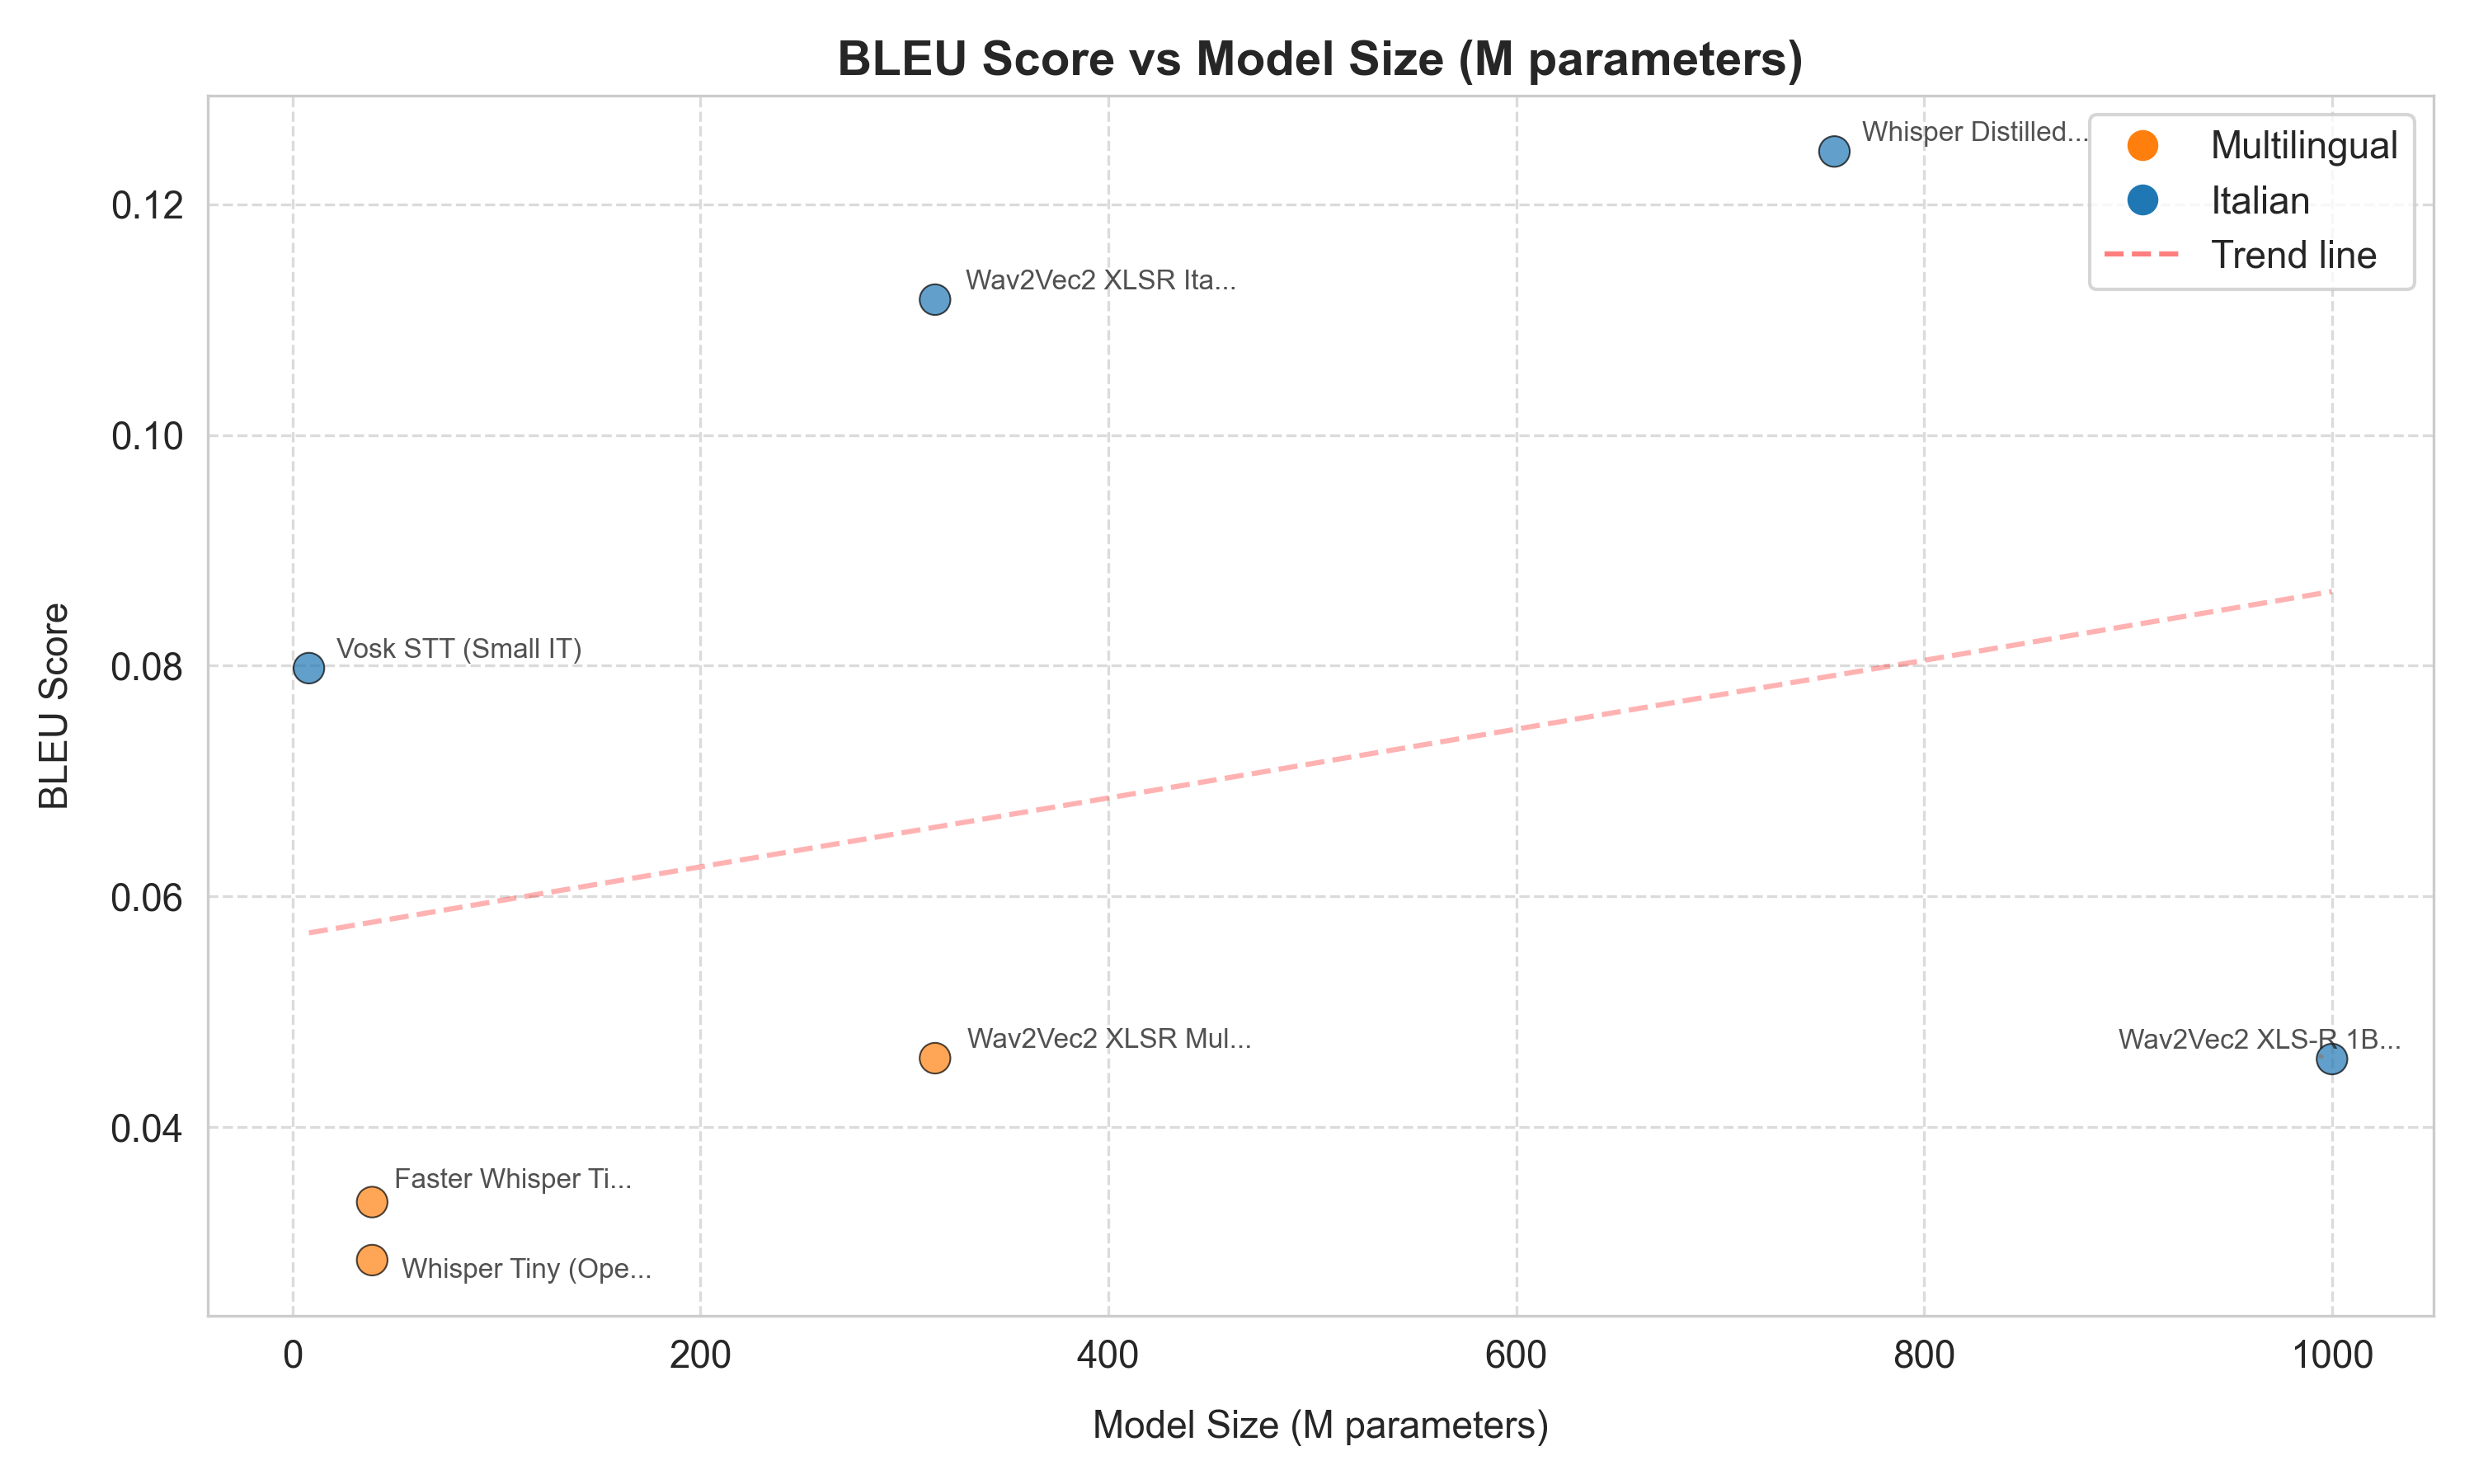 BLEU Score vs Model Size (M parameters)
Whisper Distilled...
Multilingual
Italian
Trend line
0.12
Wav2Vec2 XLSR Ita...
0.10
Vosk STT (Small IT)
0.08
BLEU Score
0.06
Wav2Vec2 XLSR Mul...
Wav2Vec2 XLS-R 1B...
0.04
Faster Whisper Ti...
Whisper Tiny (Ope...
0 200 400 600 800 1000
Model Size (M parameters)